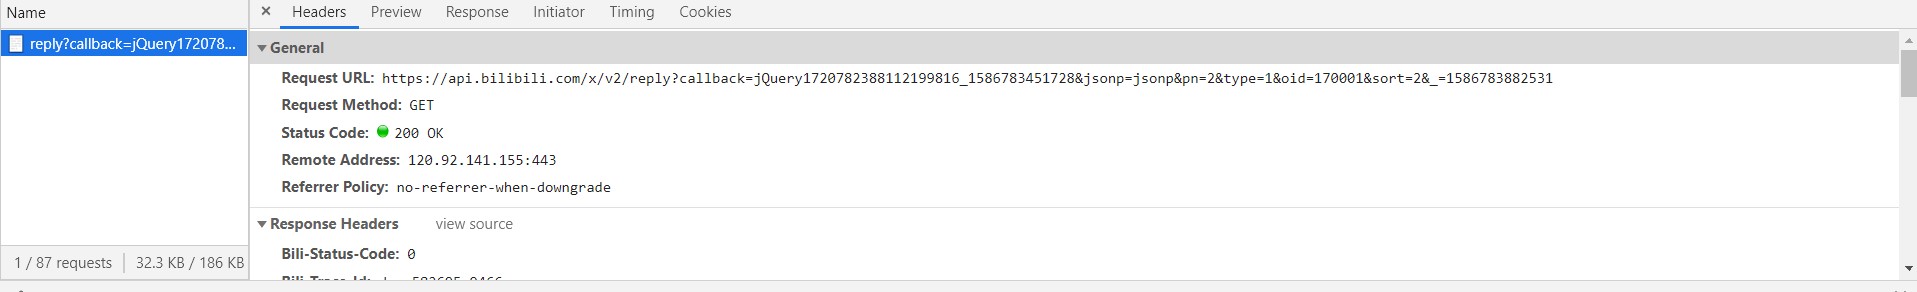 Name
× Headers Preview Response Initiator Timing Cookies
reply?callback=jQuery172078...
General
Request URL: https://api.bilibili.com/x/v2/reply?callback=jQuery1720782388112199816_1586783451728&jsonp=jsonp&pn=2&type=1&oid=170001&sort=2&_=1586783882531
Request Method: GET
Status Code: 200 OK
Remote Address: 120.92.141.155:443
Referrer Policy: no-referrer-when-downgrade
Response Headers view source
Bili-Status-Code: 0
1 / 87 requests 32.3 KB / 186 KB